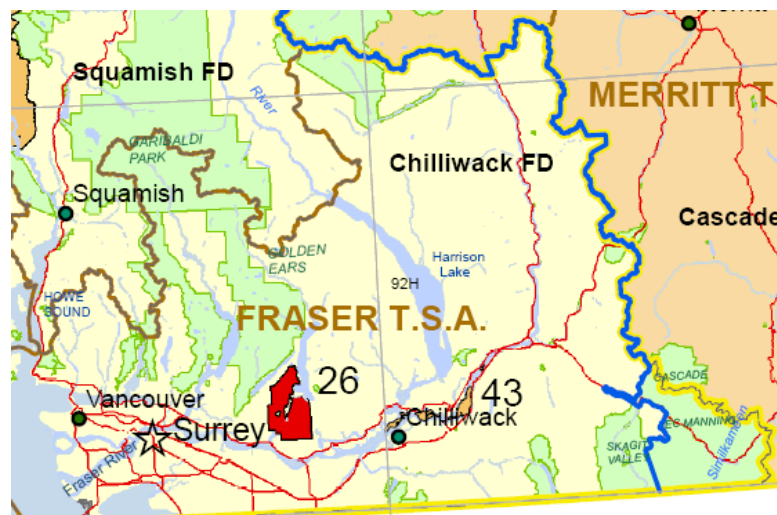 Squamish FD
River
MERRITT T
GARIBALDI
PARK
Chilliwack FD
Squamish
Cascade
GOLDEN
EARS
Harrison
Lake
92H
HOWE
SOUND
FRASER T.S.A.
26
43
CASCADE
Vancouver
Chilliwack
Surrey
EC MANNING
SKAGIT
VALLEY
Similkameen
Fraser River